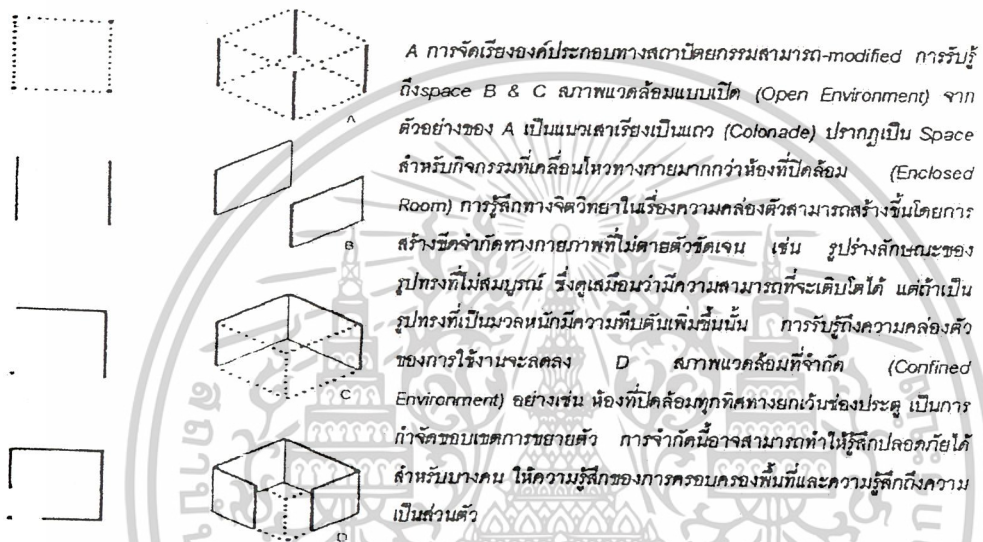 A การจัดเรียงองค์ประกอบทางสถาปัตยกรรมสามารถ-modified การรับรู้
ถึงspace B & C สภาพแวดล้อมแบบเปิด (Open Environment) จาก
ตัวอย่างของ A เป็นแนวเสาเรียงเป็นแถว (Colonade) ปรากฏเป็น Space
สำหรับกิจกรรมที่เคลื่อนไหวทางกายมากกว่าห้องที่ปิดล้อม (Enclosed
Room) การรู้สึกทางจิตวิทยาในเรื่องความคล่องตัวสามารถสร้างขึ้นโดยการ
สร้างขีดจำกัดทางกายภาพที่ไม่ตายตัวชัดเจน เช่น รูปร่างลักษณะของ
รูปทรงที่ไม่สมบูรณ์ ซึ่งดูเสมือนว่ามีความสามารถที่จะเติบโตได้ แต่ถ้าเป็น
รูปทรงที่เป็นมวลหนักมีความทึบตันเพิ่มขึ้นนั้น การรับรู้ถึงความคล่องตัว
ของการใช้งานจะลดลง D สภาพแวดล้อมที่จำกัด (Confined
Environment) อย่างเช่น ห้องที่ปิดล้อมทุกทิศทางยกเว้นช่องประตู เป็นการ
กำจัดขอบเขตการขยายตัว การจำกัดนี้อาจสามารถทำให้รู้สึกปลอดภัยได้
สำหรับบางคน ให้ความรู้สึกของการครอบครองพื้นที่และความรู้สึกถึงความ
เป็นส่วนตัว
A
B
C
D